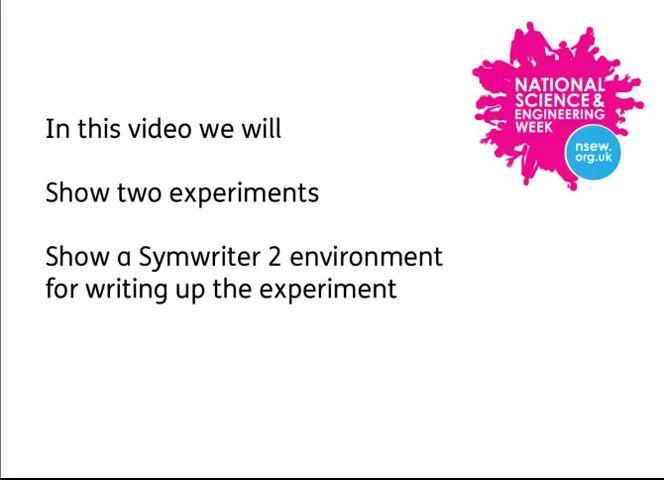 In this video we will
Show two experiments
Show a Symwriter 2 environment
for writing up the experiment
NATIONAL
SCIENCE &
ENGINEERING
WEEK
nsew.
org.uk